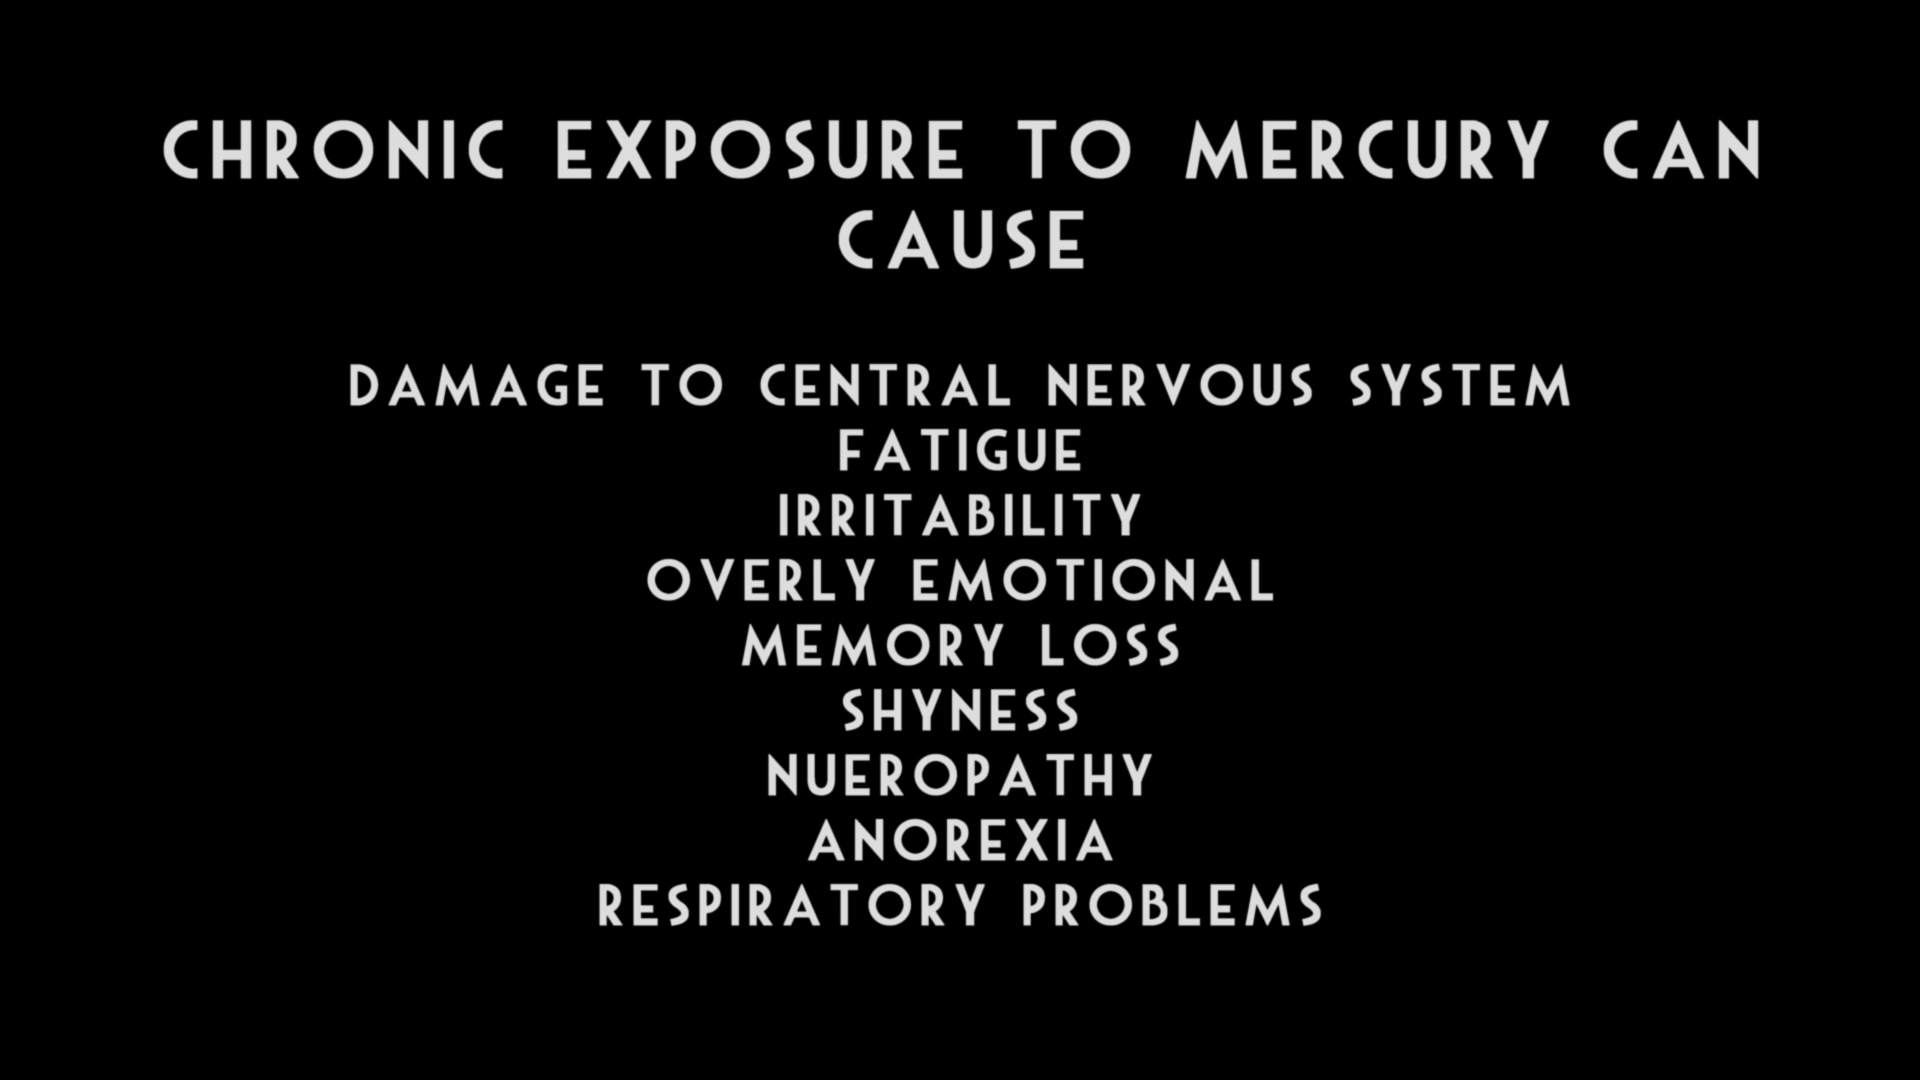 CHRONIC EXPOSURE TO MERCURY CAN
CAUSE
DAMAGE TO CENTRAL NERVOUS SYSTEM
FATIGUE
IRRITABILITY
OVERLY EMOTIONAL
MEMORY LOSS
SHYNESS
NUEROPATHY
ANOREXIA
RESPIRATORY PROBLEMS